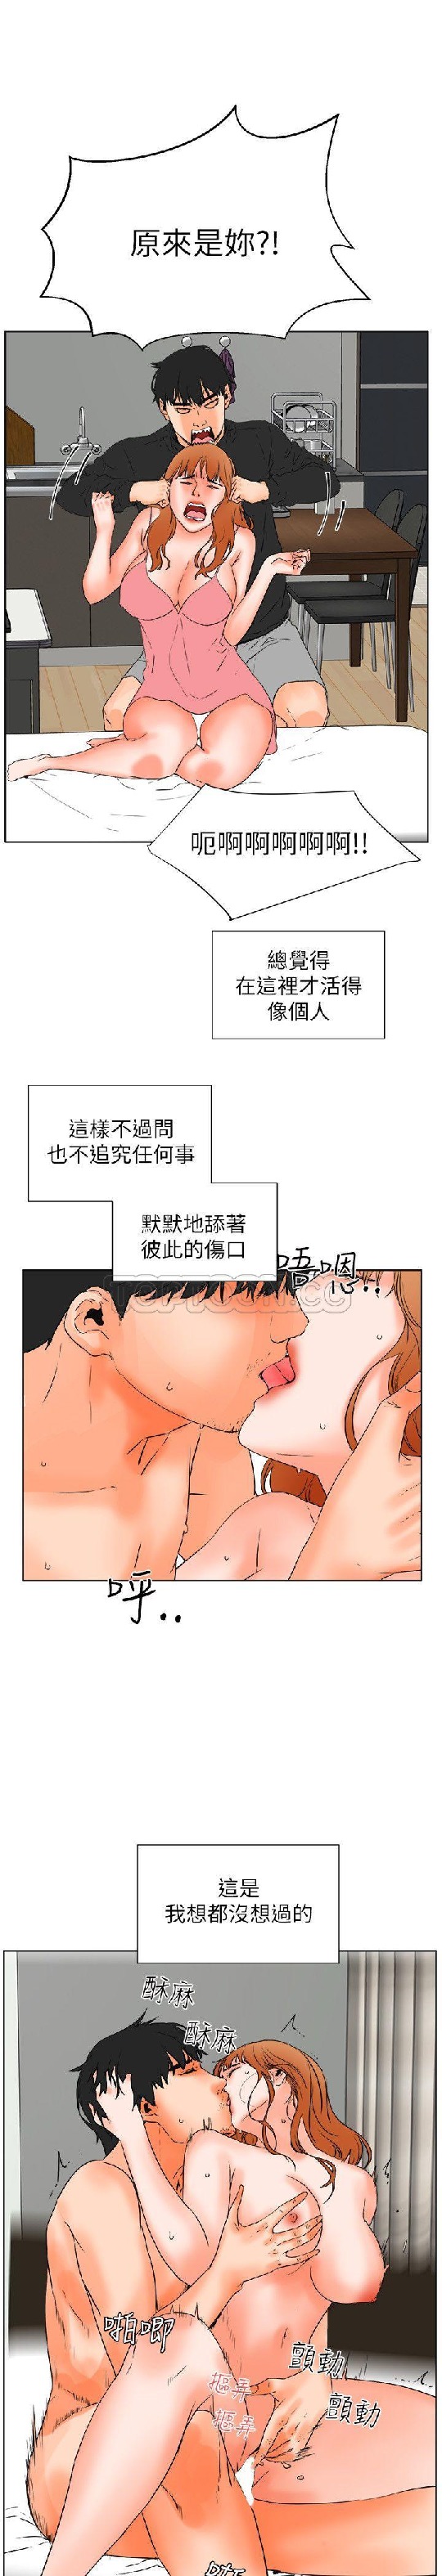 原來是妳?!
呃啊啊啊啊啊!!
總覺得
在這裡才活得
像個人
這樣不過問
也不追究任何事
默默地舔著
彼此的傷口
唔嗯..
TOPTOON.CC
呼..
這是
我想都沒想過的
酥麻
酥麻
啪唧
顫動
摳弄
顫動
摳弄